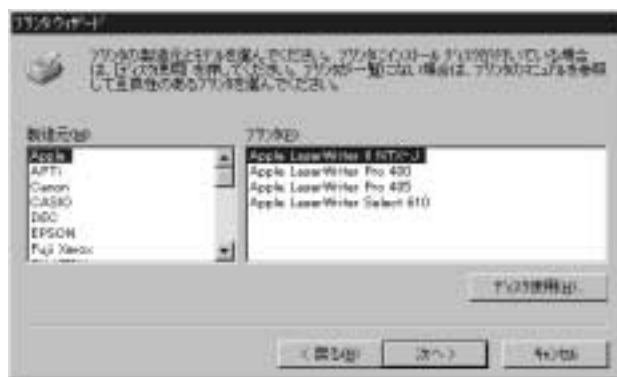 プリンタ ウィザード
プリンタの製造元とモデルを選んでください。プリンタにインストール ディスクが付いている場合
は、[ディスク使用] を押してください。プリンタが一覧にない場合は、プリンタのマニュアルを参照
して互換性のあるプリンタを選んでください。
製造元(M)
プリンタ(P)
Apple
APTi
Canon
CASIO
DEC
EPSON
Fuji Xerox
Apple LaserWriter II NTX-J
Apple LaserWriter Pro 400
Apple LaserWriter Pro 405
Apple LaserWriter Select 610
ディスク使用(H)...
< 戻る(B)
次へ >
キャンセル